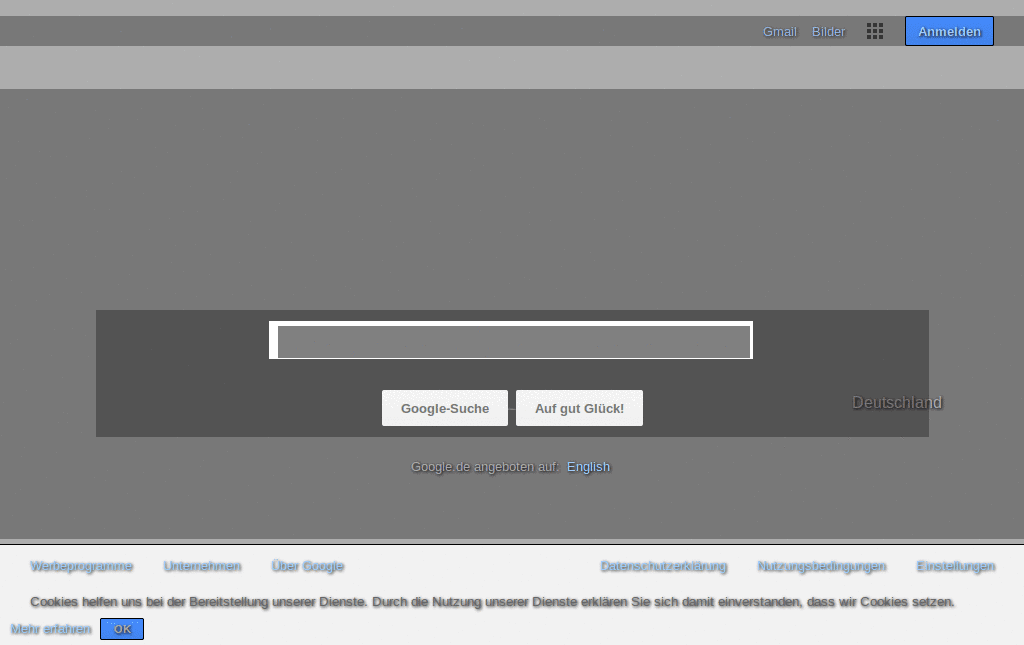 Gmail Bilder Anmelden
Google-Suche Auf gut Glück! Deutschland
Google.de angeboten auf: English
Werbeprogramme Unternehmen Über Google Datenschutzerklärung Nutzungsbedingungen Einstellungen
Cookies helfen uns bei der Bereitstellung unserer Dienste. Durch die Nutzung unserer Dienste erklären Sie sich damit einverstanden, dass wir Cookies setzen.
Mehr erfahren OK